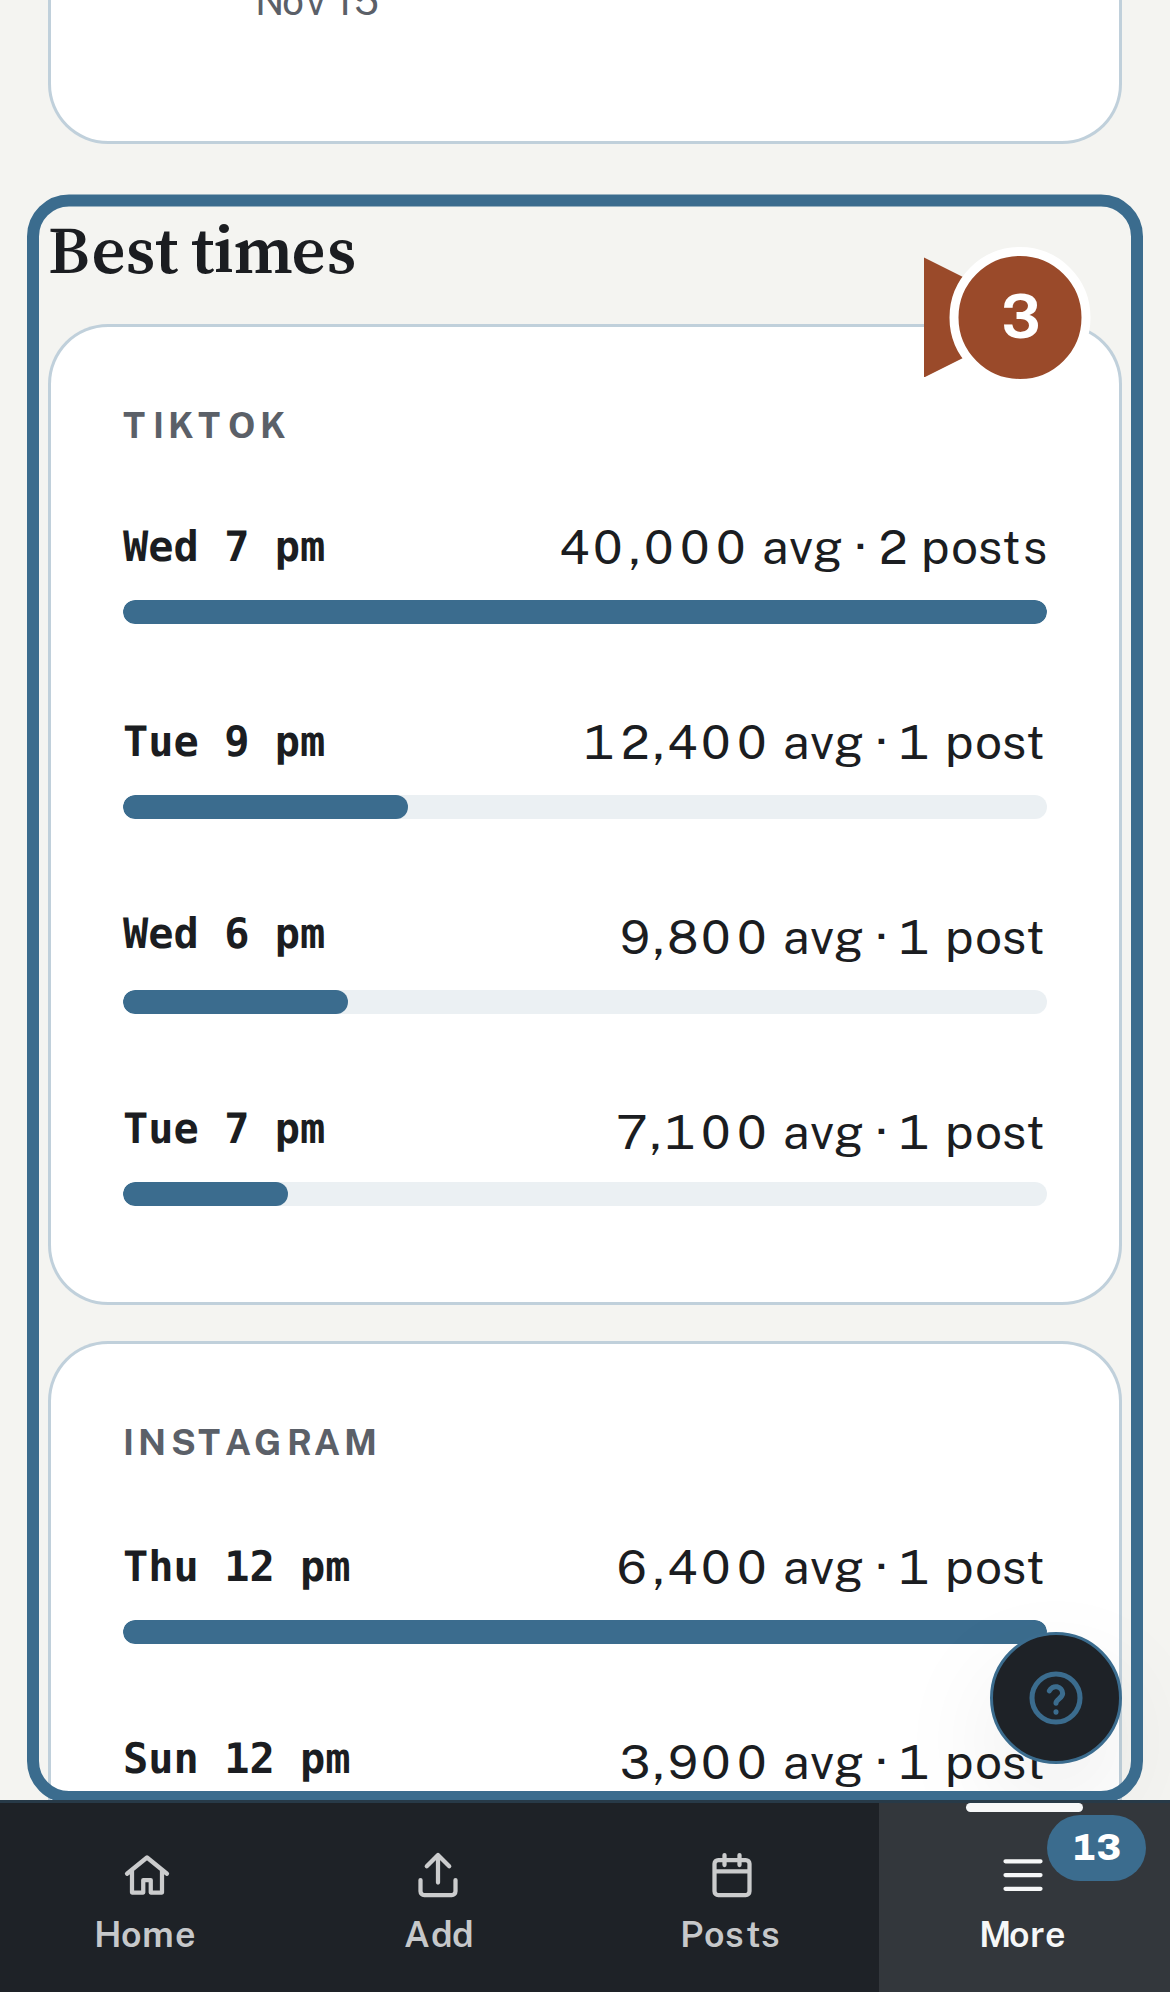 Nov 15
Best times
3
TIKTOK
Wed 7 pm 40,000 avg · 2 posts
Tue 9 pm 12,400 avg · 1 post
Wed 6 pm 9,800 avg · 1 post
Tue 7 pm 7,100 avg · 1 post
INSTAGRAM
Thu 12 pm 6,400 avg · 1 post
?
Sun 12 pm 3,900 avg · 1 post
13
Home Add Posts More